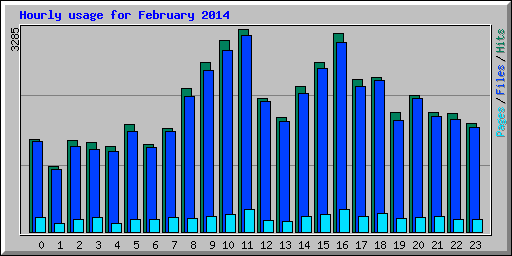 Hourly usage for February 2014
3285
Pages/Files/Hits
0 1 2 3 4 5 6 7 8 9 10 11 12 13 14 15 16 17 18 19 20 21 22 23